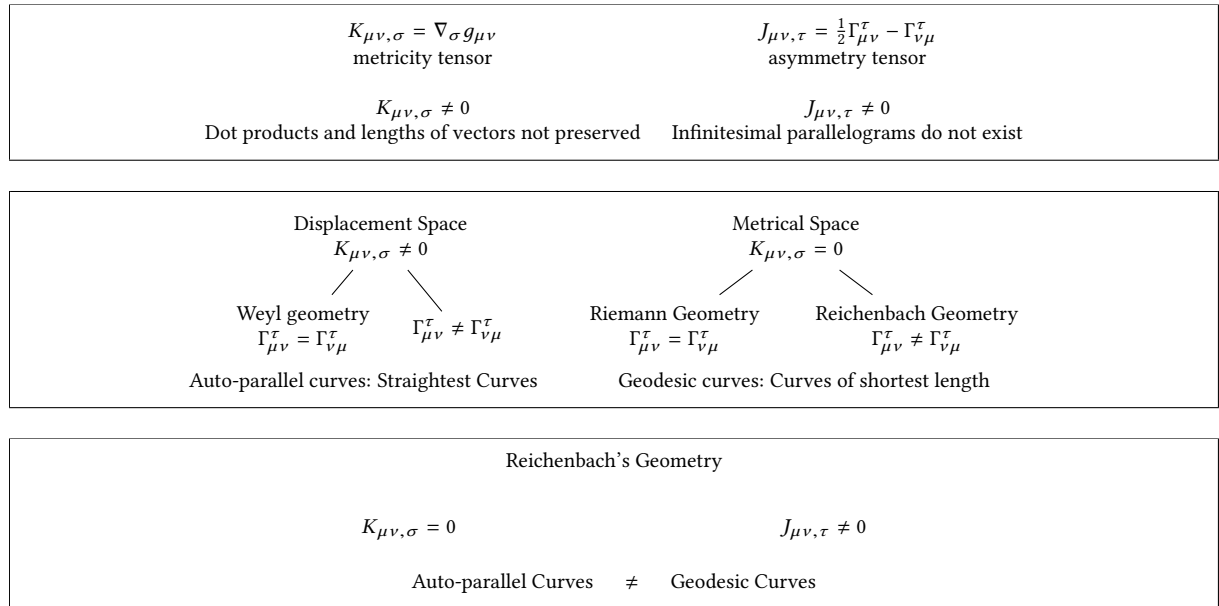 K_{μν,σ} = ∇_σ g_{μν} J_{μν,τ} = \frac{1}{2}Γ^τ_{μν} − Γ^τ_{νμ}
metricity tensor asymmetry tensor
K_{μν,σ} ≠ 0 J_{μν,τ} ≠ 0
Dot products and lengths of vectors not preserved Infinitesimal parallelograms do not exist
Displacement Space Metrical Space
K_{μν,σ} ≠ 0 K_{μν,σ} = 0
Weyl geometry Riemann Geometry Reichenbach Geometry
Γ^τ_{μν} = Γ^τ_{νμ} Γ^τ_{μν} ≠ Γ^τ_{νμ} Γ^τ_{μν} = Γ^τ_{νμ} Γ^τ_{μν} ≠ Γ^τ_{νμ}
Auto-parallel curves: Straightest Curves Geodesic curves: Curves of shortest length
Reichenbach's Geometry
K_{μν,σ} = 0 J_{μν,τ} ≠ 0
Auto-parallel Curves ≠ Geodesic Curves